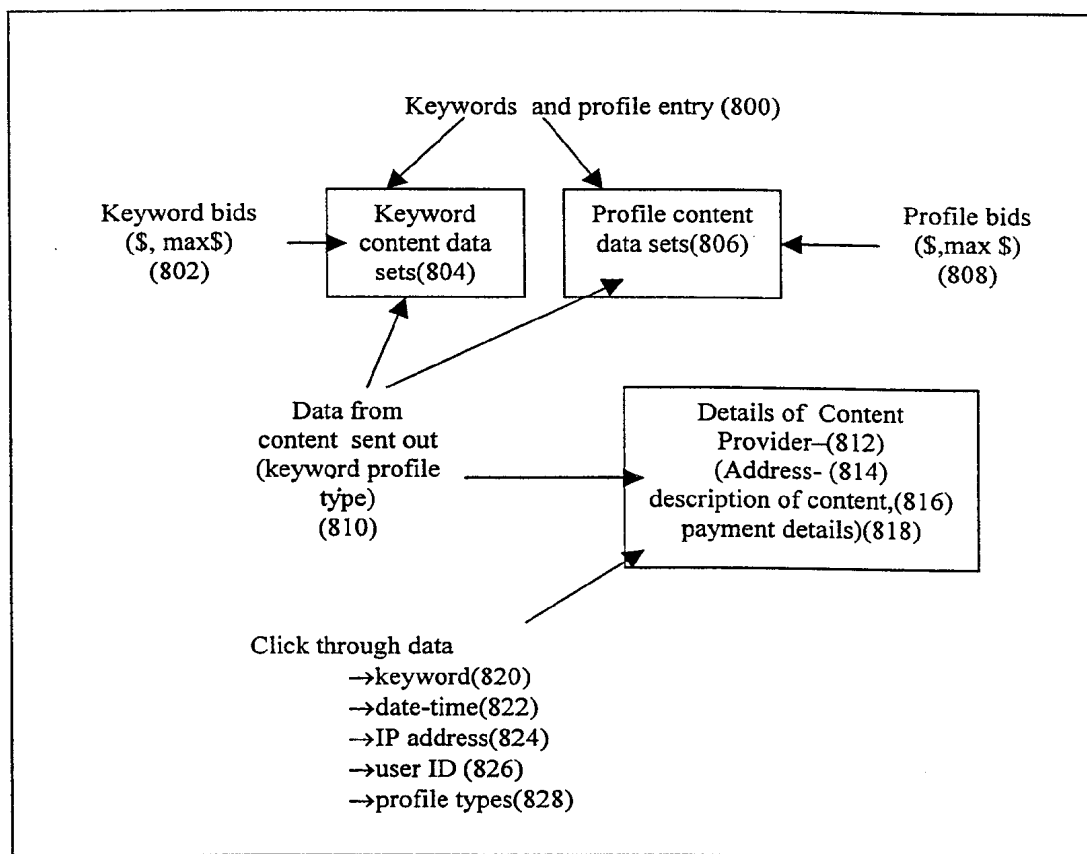 Keywords and profile entry (800)
Keyword bids
($, max$)
(802)
Keyword
content data
sets(804)
Profile content
data sets(806)
Profile bids
($,max $)
(808)
Data from
content sent out
(keyword profile
type)
(810)
Details of Content
Provider–(812)
(Address- (814)
description of content,(816)
payment details)(818)
Click through data
→keyword(820)
→date-time(822)
→IP address(824)
→user ID (826)
→profile types(828)